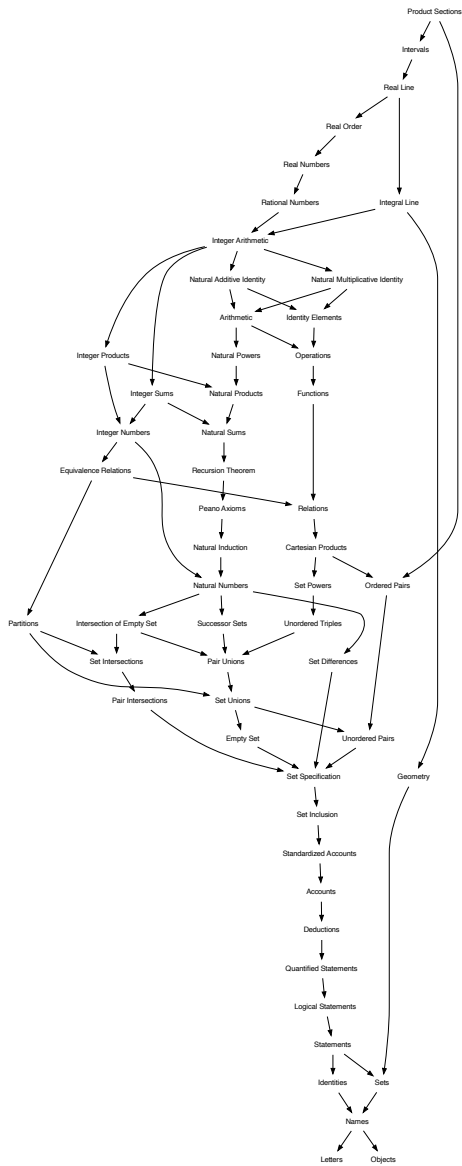 Product Sections
Intervals
Real Line
Real Order
Real Numbers
Rational Numbers
Integral Line
Integer Arithmetic
Natural Additive Identity
Natural Multiplicative Identity
Arithmetic
Identity Elements
Integer Products
Natural Powers
Operations
Integer Sums
Natural Products
Functions
Integer Numbers
Natural Sums
Equivalence Relations
Recursion Theorem
Peano Axioms
Relations
Natural Induction
Cartesian Products
Natural Numbers
Set Powers
Ordered Pairs
Partitions
Intersection of Empty Set
Successor Sets
Unordered Triples
Set Intersections
Pair Unions
Set Differences
Pair Intersections
Set Unions
Empty Set
Unordered Pairs
Set Specification
Geometry
Set Inclusion
Standardized Accounts
Accounts
Deductions
Quantified Statements
Logical Statements
Statements
Identities
Sets
Names
Letters
Objects